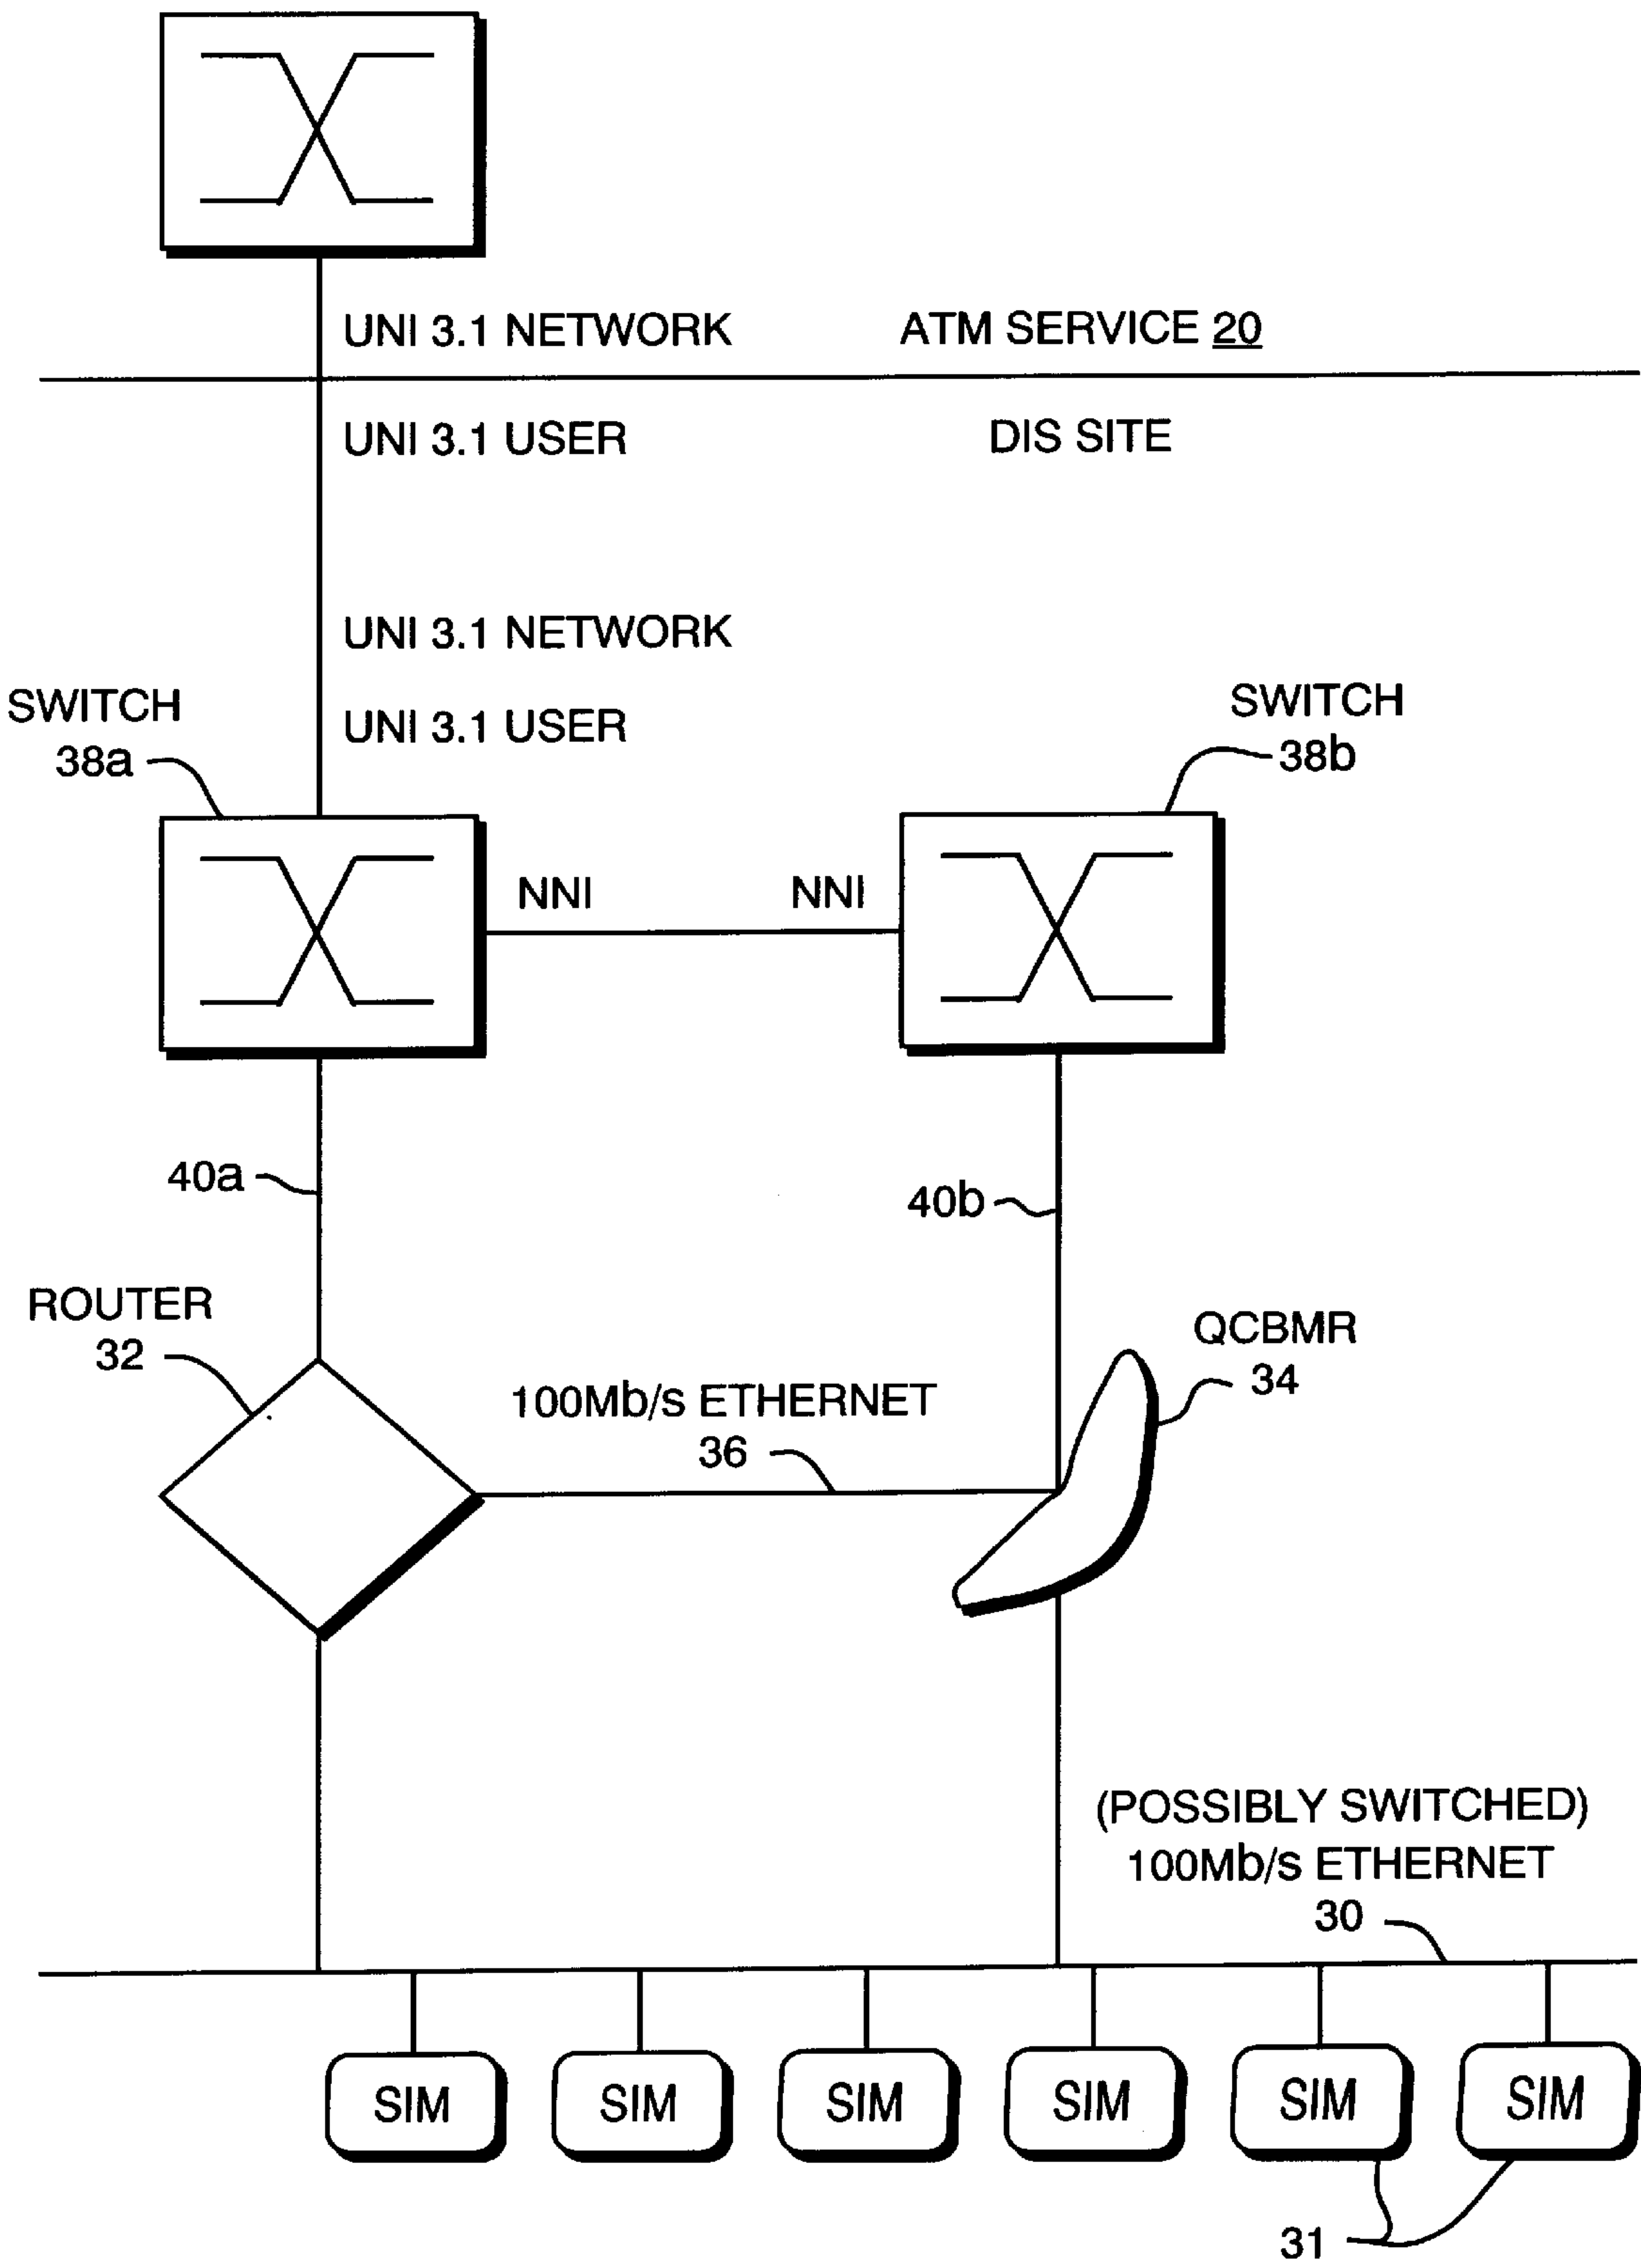 UNI 3.1 NETWORK
ATM SERVICE 20
UNI 3.1 USER
DIS SITE
UNI 3.1 NETWORK
SWITCH
38a
UNI 3.1 USER
SWITCH
38b
NNI
NNI
40a
40b
ROUTER
32
QCBMR
34
100Mb/s ETHERNET
36
(POSSIBLY SWITCHED)
100Mb/s ETHERNET
30
SIM
SIM
SIM
SIM
SIM
SIM
31